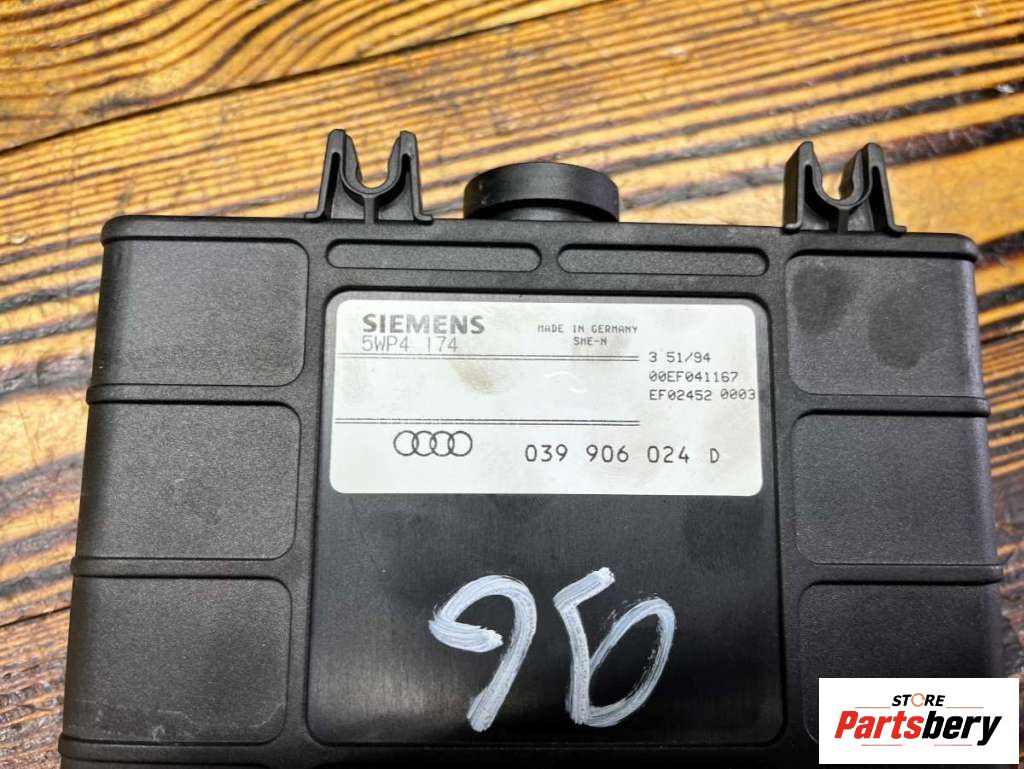 SIEMENS
5WP4 174
MADE IN GERMANY
SME-N
3 51/94
00EF041167
EF02452 0003
039 906 024 D
96
STORE
Partsbery